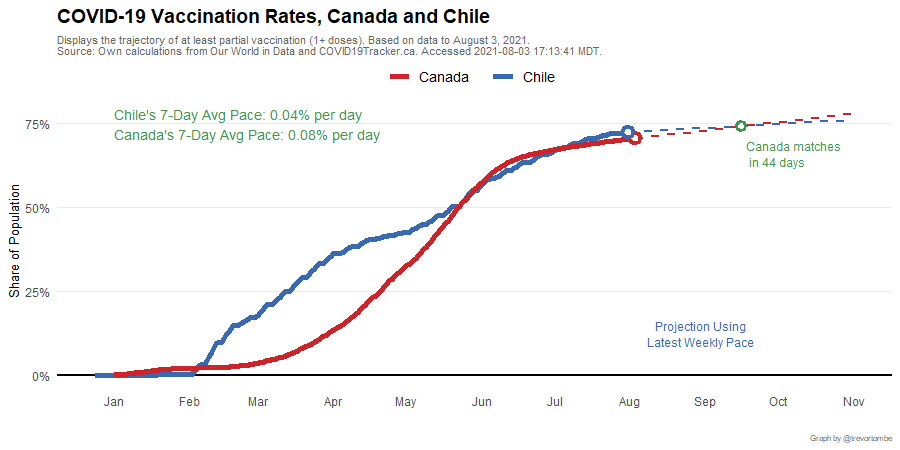 COVID-19 Vaccination Rates, Canada and Chile
Displays the trajectory of at least partial vaccination (1+ doses). Based on data to August 3, 2021.
Source: Own calculations from Our World in Data and COVID19Tracker.ca. Accessed 2021-08-03 17:13:41 MDT.
Canada Chile
Chile's 7-Day Avg Pace: 0.04% per day
Canada's 7-Day Avg Pace: 0.08% per day
75%
Canada matches
in 44 days
50%
Share of Population
25%
Projection Using
Latest Weekly Pace
0%
Jan Feb Mar Apr May Jun Jul Aug Sep Oct Nov
Graph by @trevortombe